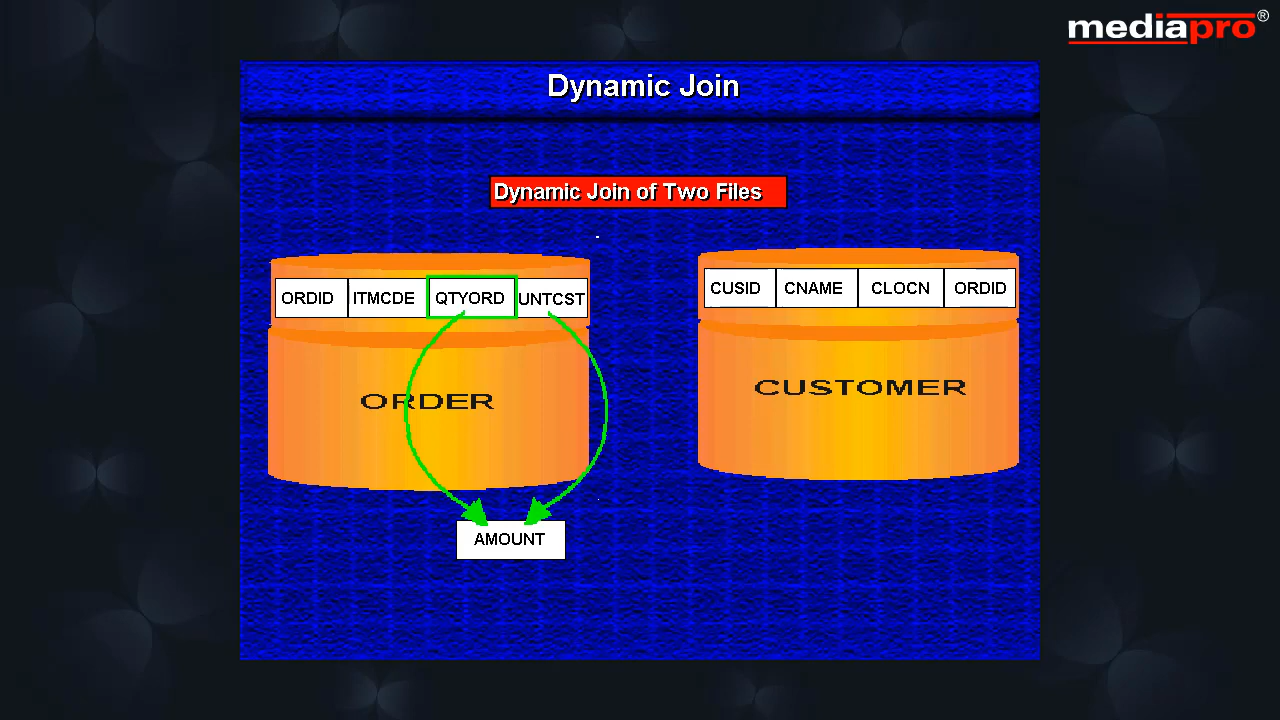 mediapro®
Dynamic Join
Dynamic Join of Two Files
ORDID ITMCDE QTYORD UNTCST
CUSID CNAME CLOCN ORDID
ORDER
CUSTOMER
AMOUNT